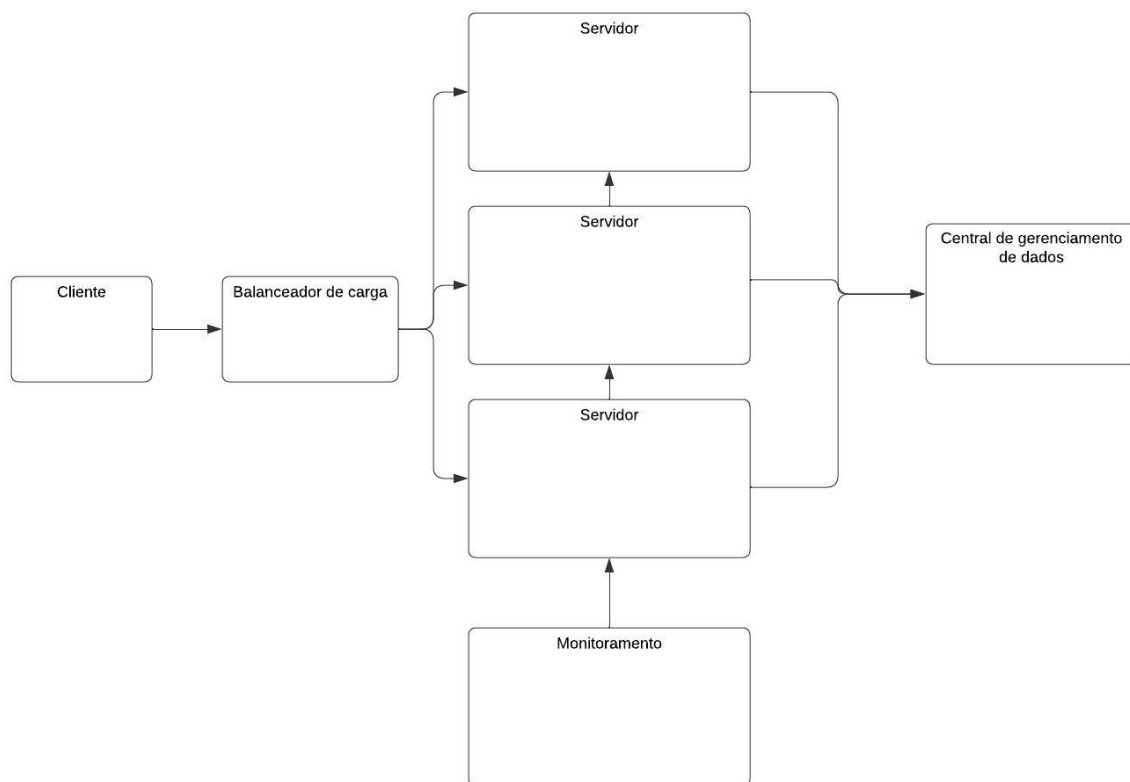 Servidor
Servidor
Central de gerenciamento
de dados
Cliente
Balanceador de carga
Servidor
Monitoramento